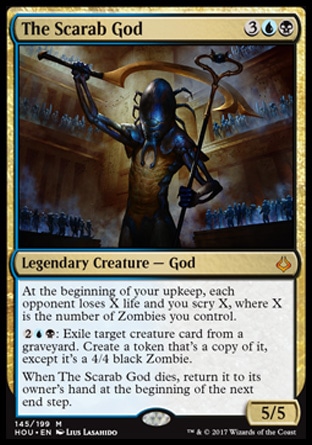 The Scarab God 3
Legendary Creature — God
At the beginning of your upkeep, each
opponent loses X life and you scry X, where X
is the number of Zombies you control.
2: Exile target creature card from a
graveyard. Create a token that's a copy of it,
except it's a 4/4 black Zombie.
When The Scarab God dies, return it to its
owner's hand at the beginning of the next
end step.
5/5
145/199 M
HOU • EN Lius Lasahido
™ & © 2017 Wizards of the Coast